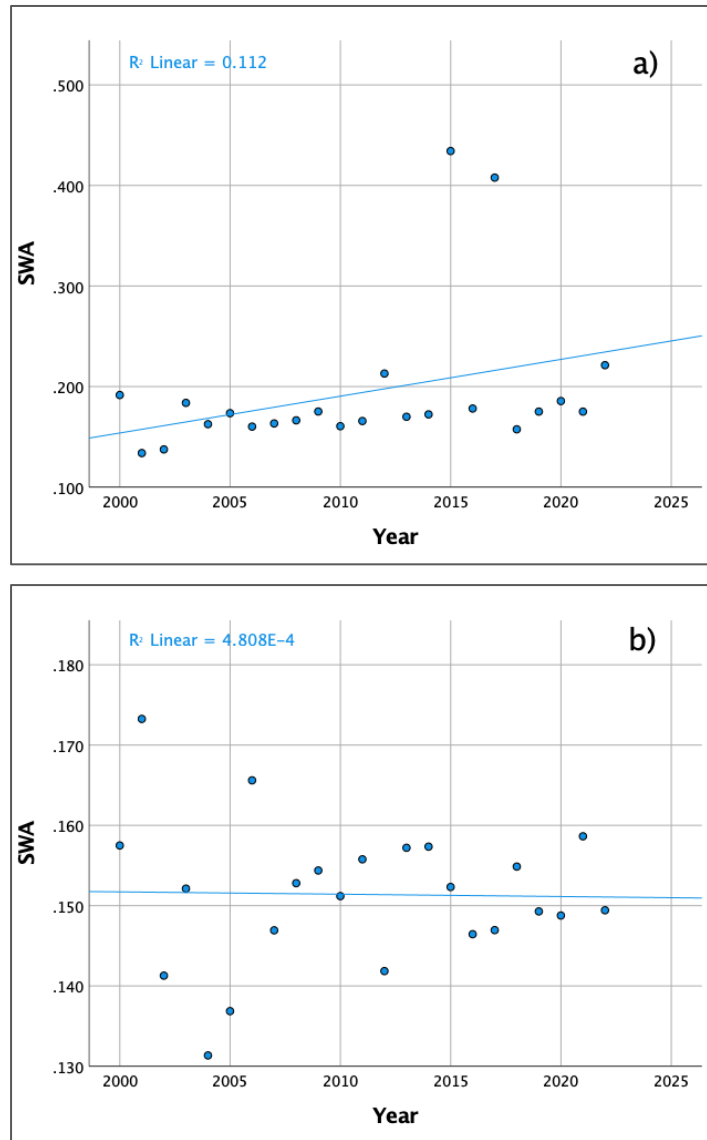 R² Linear = 0.112
a)
.500
.400
.300
.200
.100
SWA
2000 2005 2010 2015 2020 2025
Year
R² Linear = 4.808E-4
b)
.180
.170
.160
.150
.140
.130
SWA
2000 2005 2010 2015 2020 2025
Year